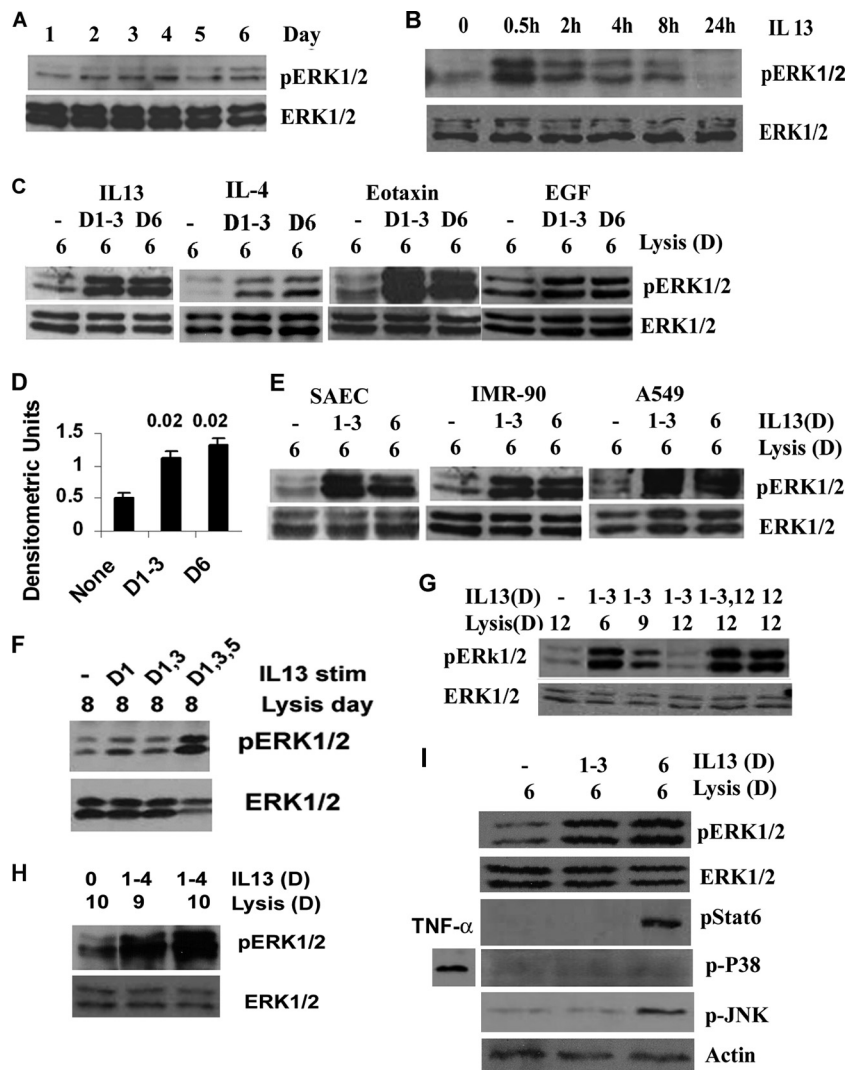 A
1 2 3 4 5 6 Day
pERK1/2
ERK1/2
B
0 0.5h 2h 4h 8h 24h IL 13
pERK1/2
ERK1/2
C
IL13 IL-4 Eotaxin EGF
- D1-3 D6 - D1-3 D6 - D1-3 D6 - D1-3 D6
6 6 6 6 6 6 6 6 6 6 6 6 Lysis (D)
pERK1/2
ERK1/2
D
Densitometric Units
1.5
1
0.5
0
0.02 0.02
None D1-3 D6
E
SAEC IMR-90 A549
- 1-3 6 - 1-3 6 - 1-3 6 IL13(D)
6 6 6 6 6 6 6 6 6 Lysis (D)
pERK1/2
ERK1/2
F
- D1 D1,3 D1,3,5 IL13 stim
8 8 8 8 Lysis day
pERK1/2
ERK1/2
G
IL13(D) - 1-3 1-3 1-3 1-3,12 12
Lysis(D) 12 6 9 12 12 12
pERk1/2
ERK1/2
H
0 1-4 1-4 IL13 (D)
10 9 10 Lysis (D)
pERK1/2
ERK1/2
I
- 1-3 6 IL13 (D)
6 6 6 Lysis (D)
pERK1/2
ERK1/2
pStat6
TNF-α
p-P38
p-JNK
Actin